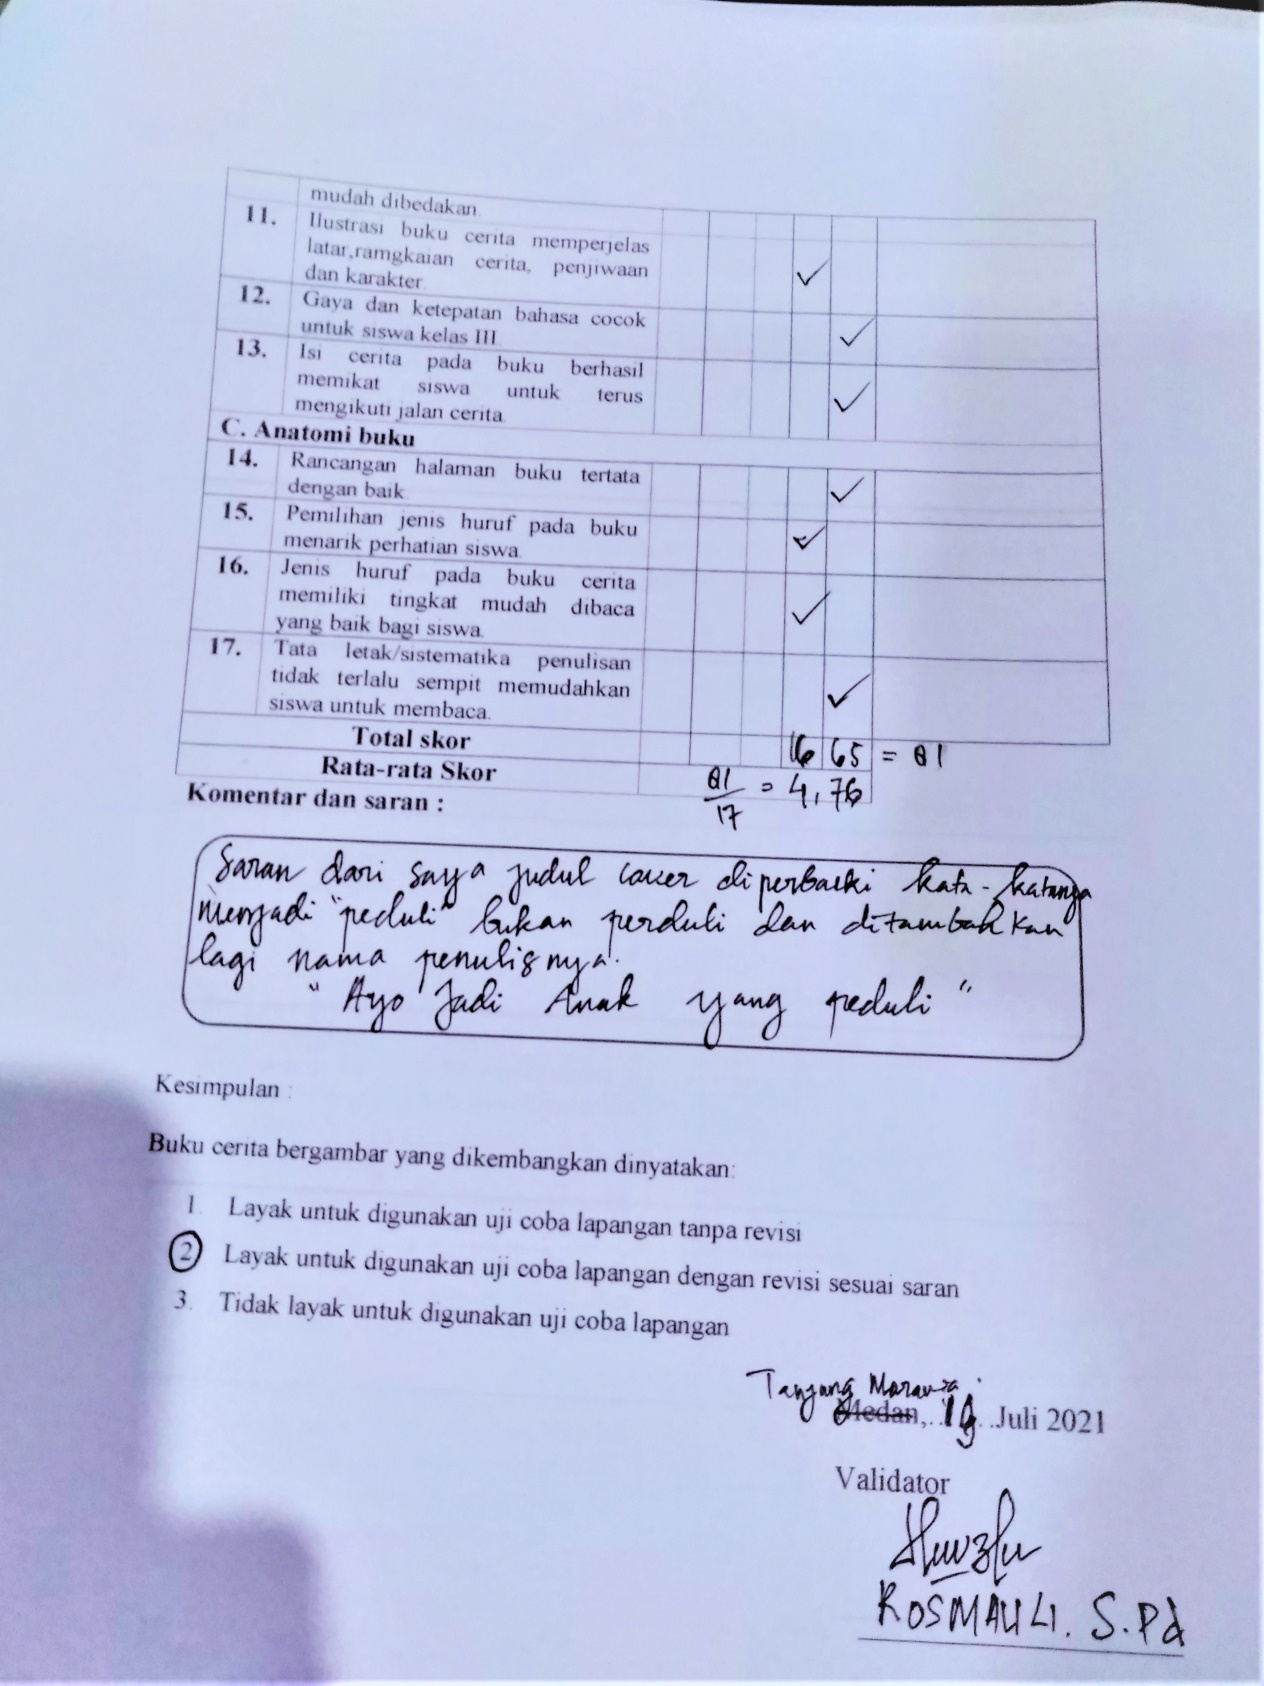 mudah dibedakan.
11. Ilustrasi buku cerita memperjelas
latar,ramgkaian cerita, penjiwaan
dan karakter.
✓
12. Gaya dan ketepatan bahasa cocok
untuk siswa kelas III.
✓
13. Isi cerita pada buku berhasil
memikat siswa untuk terus
mengikuti jalan cerita.
✓
C. Anatomi buku
14. Rancangan halaman buku tertata
dengan baik.
✓
15. Pemilihan jenis huruf pada buku
menarik perhatian siswa.
✓
16. Jenis huruf pada buku cerita
memiliki tingkat mudah dibaca
yang baik bagi siswa.
✓
17. Tata letak/sistematika penulisan
tidak terlalu sempit memudahkan
siswa untuk membaca.
✓
Total skor 16 65 = 81
Rata-rata Skor 81/17 = 4,76
Komentar dan saran :
Saran dari saya judul cover diperbaiki kata-katanya
menjadi "peduli" bukan perduli dan ditambahkan
lagi nama penulisnya.
"Ayo Jadi Anak yang peduli"
Kesimpulan :
Buku cerita bergambar yang dikembangkan dinyatakan:
1. Layak untuk digunakan uji coba lapangan tanpa revisi
2. Layak untuk digunakan uji coba lapangan dengan revisi sesuai saran
3. Tidak layak untuk digunakan uji coba lapangan
Tanjung Morawa
Medan, Juli 2021
Validator
ROSMAULI. S.Pd